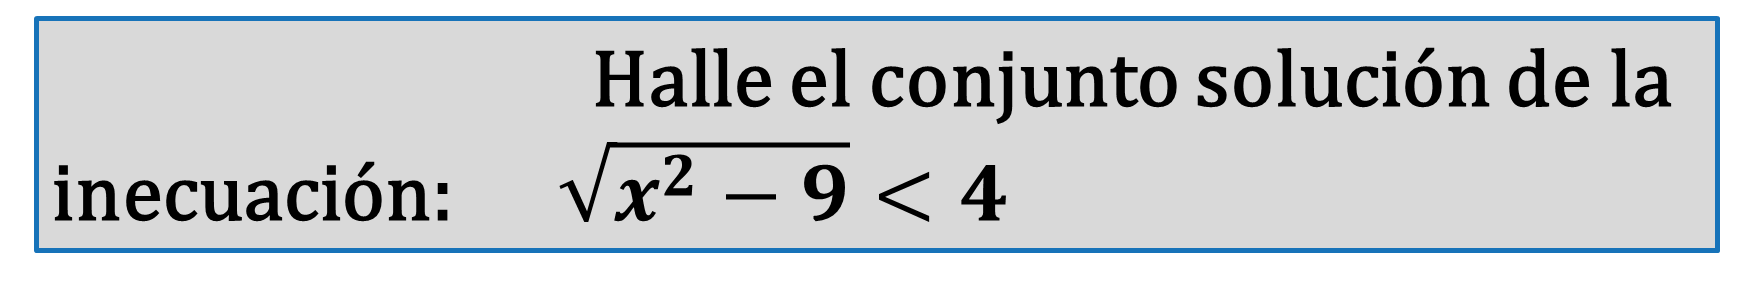 Halle el conjunto solución de la
inecuación: √x² − 9 < 4